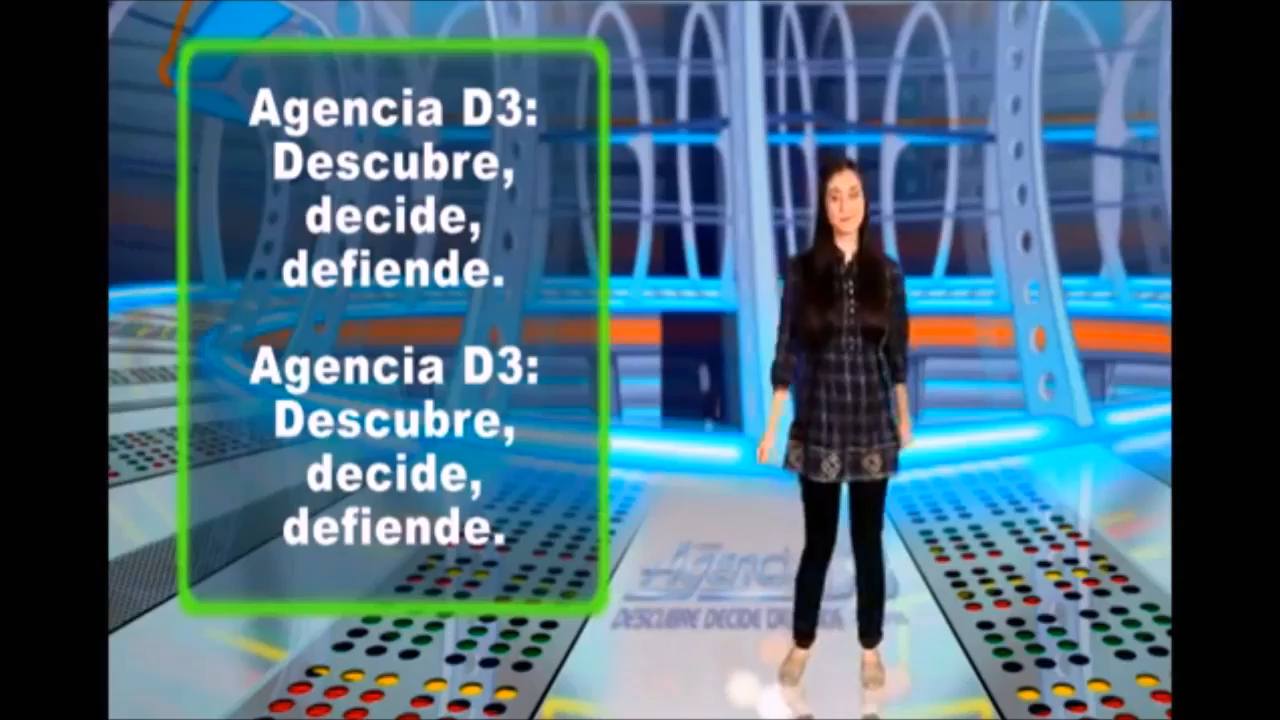 Agencia D3:
Descubre,
decide,
defiende.
Agencia D3:
Descubre,
decide,
defiende.
DESCUBRE DECIDE